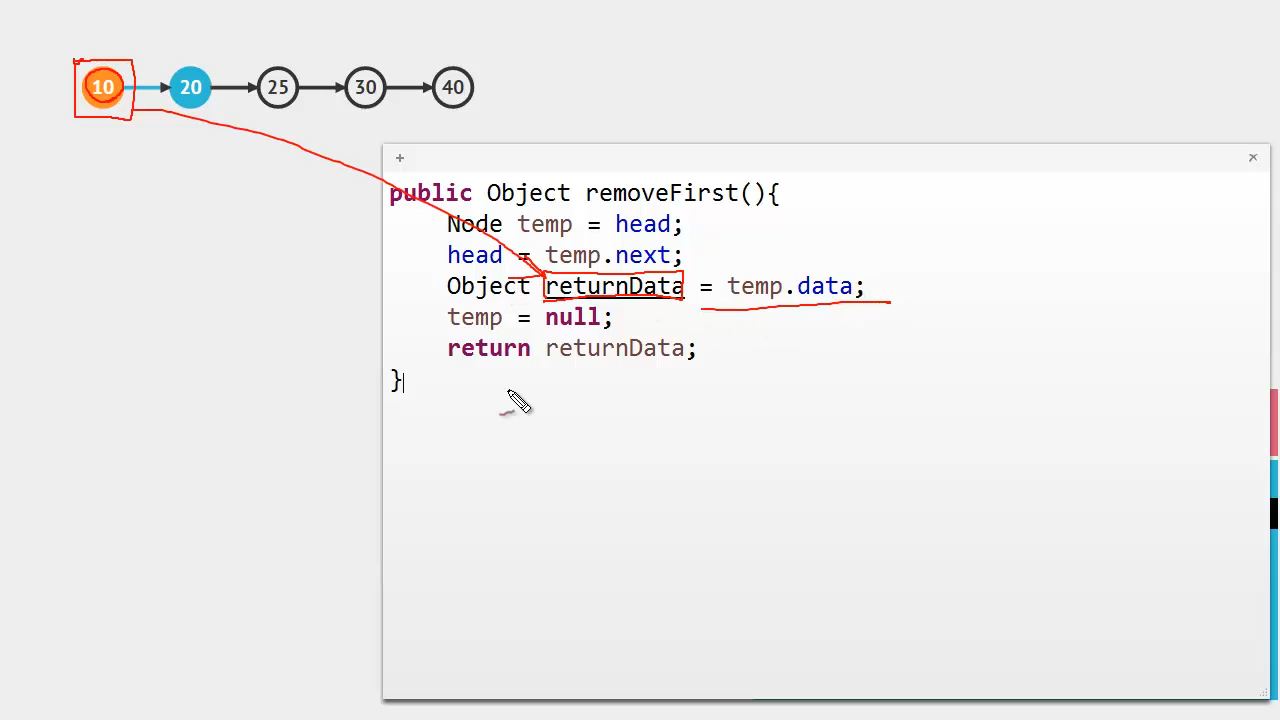 10 20 25 30 40
+ ×
public Object removeFirst(){
    Node temp = head;
    head = temp.next;
    Object returnData = temp.data;
    temp = null;
    return returnData;
}